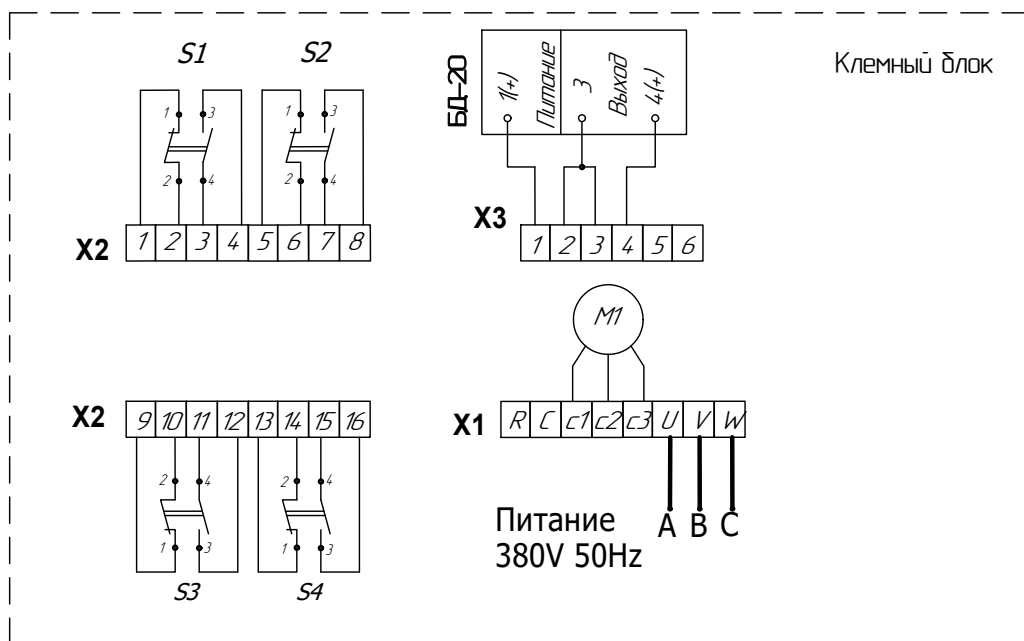 S1
S2
1
3
2
4
1
3
2
4
X2
1 2 3 4 5 6 7 8
БД-20
1(+)
Питание
3
Выход
4(+)
X3
1 2 3 4 5 6
Клемный блок
M1
X2
9 10 11 12 13 14 15 16
2
4
1
3
2
4
1
3
S3
S4
X1
R C c1 c2 c3 U V W
Питание
380V 50Hz
A B C